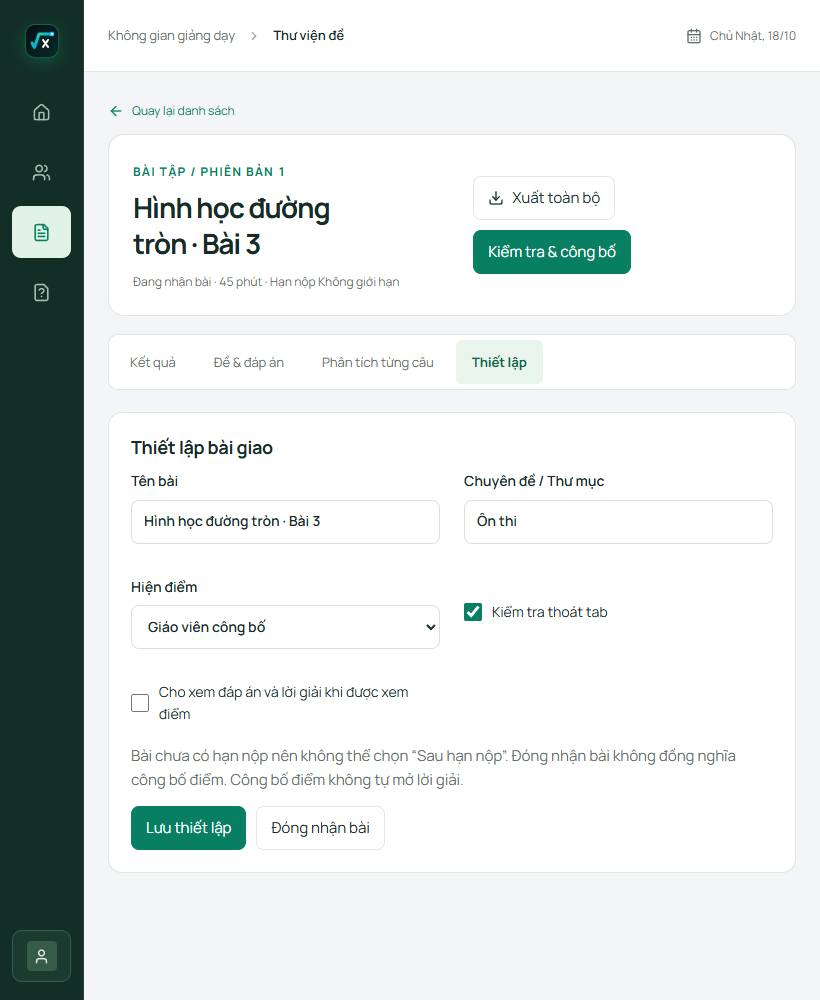 Không gian giảng dạy > Thư viện đề
Chủ Nhật, 18/10
Quay lại danh sách
BÀI TẬP / PHIÊN BẢN 1
Hình học đường
tròn · Bài 3
Đang nhận bài · 45 phút · Hạn nộp Không giới hạn
Xuất toàn bộ
Kiểm tra & công bố
Kết quả
Đề & đáp án
Phân tích từng câu
Thiết lập
Thiết lập bài giao
Tên bài
Chuyên đề / Thư mục
Hình học đường tròn · Bài 3
Ôn thi
Hiện điểm
Giáo viên công bố
Kiểm tra thoát tab
Cho xem đáp án và lời giải khi được xem
điểm
Bài chưa có hạn nộp nên không thể chọn “Sau hạn nộp”. Đóng nhận bài không đồng nghĩa
công bố điểm. Công bố điểm không tự mở lời giải.
Lưu thiết lập
Đóng nhận bài